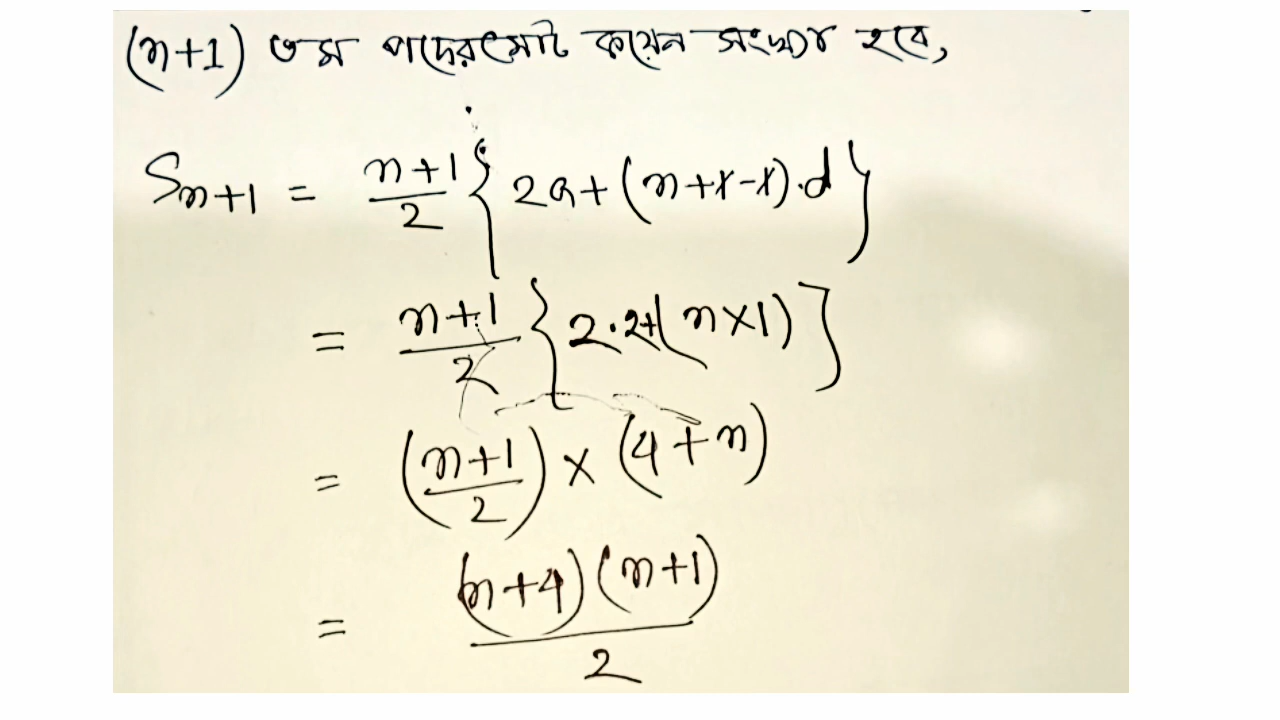 (n+1) তম পদের মোট কয়েন সংখ্যা হবে,
Sn+1 = n+1/2 {2a+(n+1-1).d}
= n+1/2 {2.2+(n×1)}
= (n+1/2) × (4+n)
= (n+4)(n+1)/2